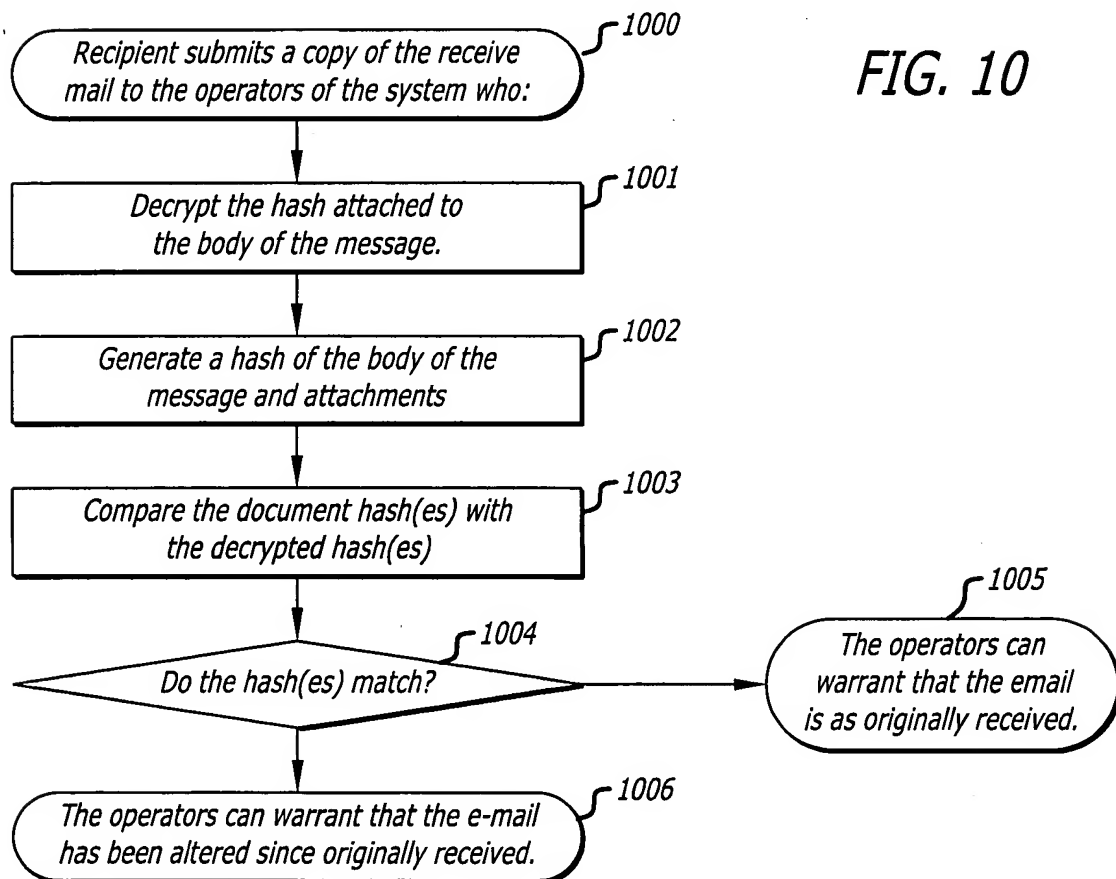 FIG. 10
1000
Recipient submits a copy of the receive
mail to the operators of the system who:
1001
Decrypt the hash attached to
the body of the message.
1002
Generate a hash of the body of the
message and attachments
1003
Compare the document hash(es) with
the decrypted hash(es)
1004
Do the hash(es) match?
1005
The operators can
warrant that the email
is as originally received.
1006
The operators can warrant that the e-mail
has been altered since originally received.